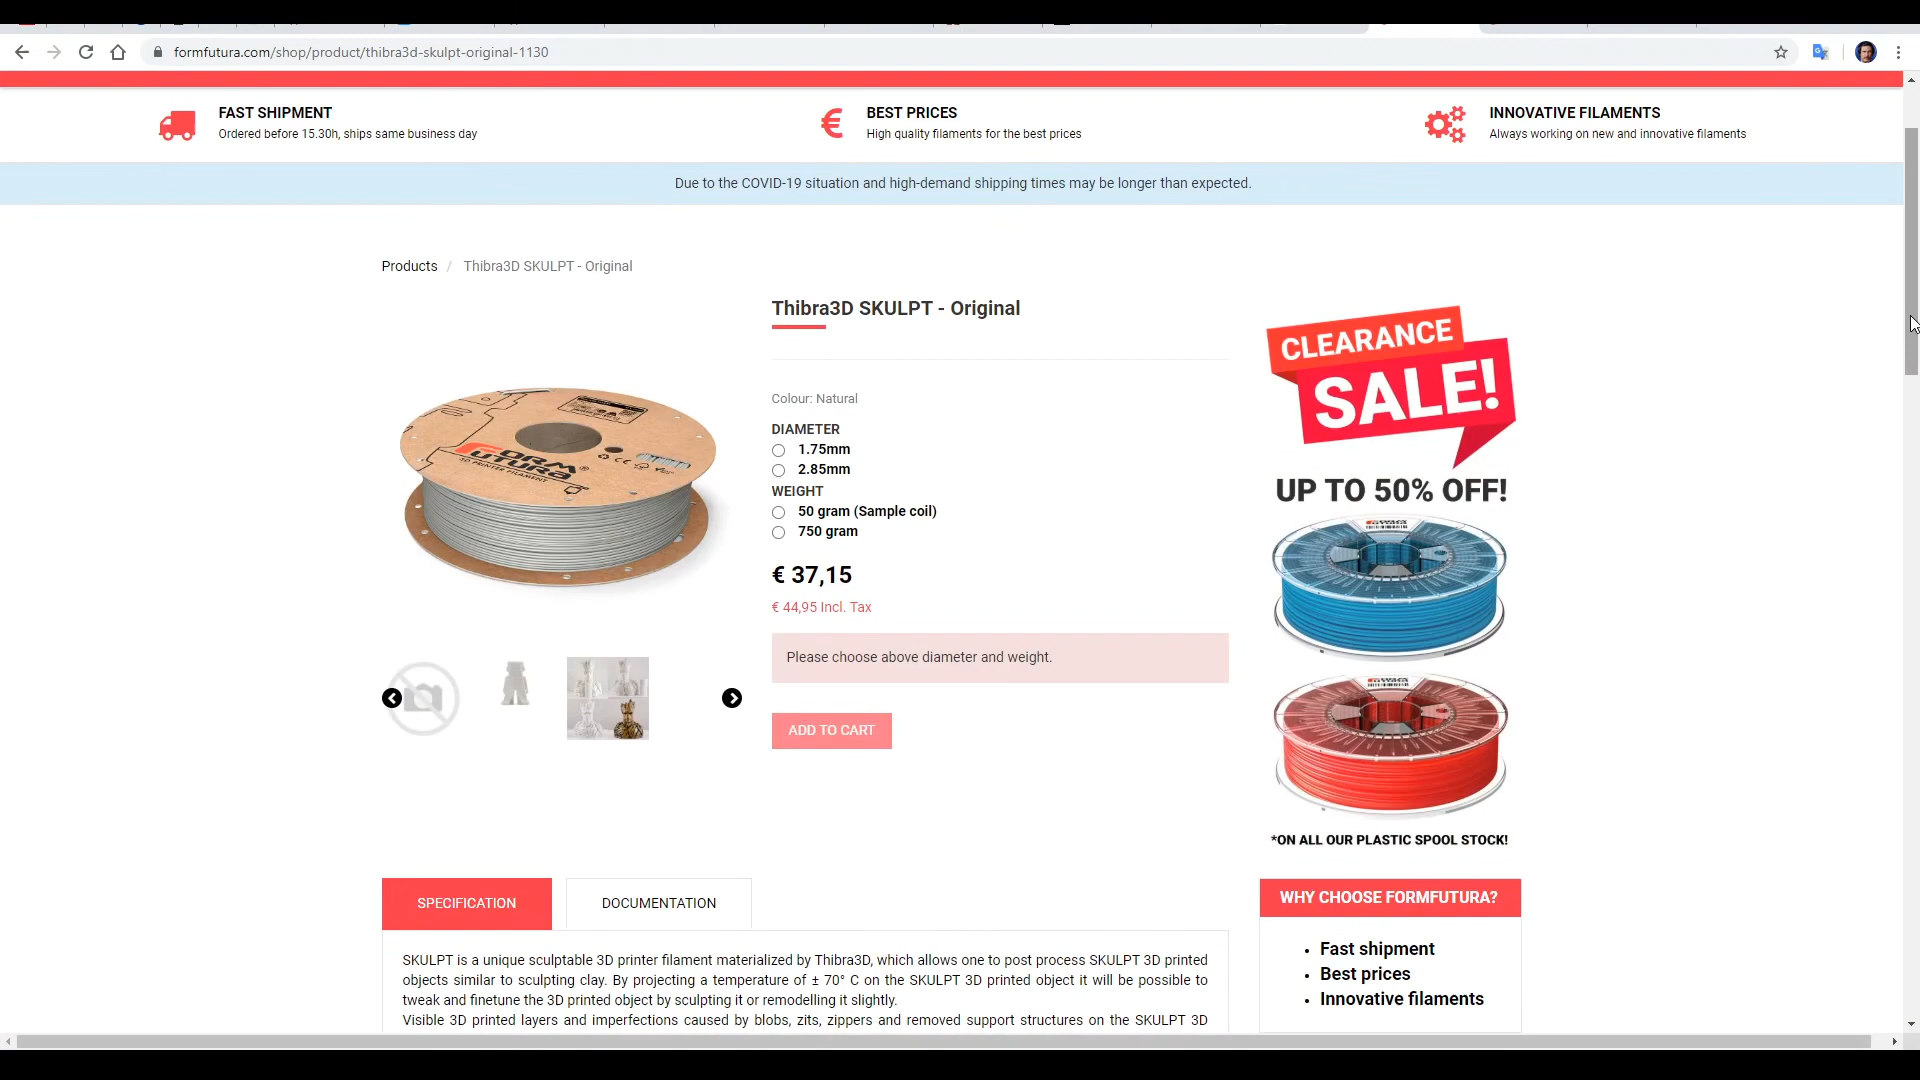 formfutura.com/shop/product/thibra3d-skulpt-original-1130
FAST SHIPMENT
Ordered before 15.30h, ships same business day
BEST PRICES
High quality filaments for the best prices
INNOVATIVE FILAMENTS
Always working on new and innovative filaments
Due to the COVID-19 situation and high-demand shipping times may be longer than expected.
Products / Thibra3D SKULPT - Original
Thibra3D SKULPT - Original
Colour: Natural
DIAMETER
1.75mm
2.85mm
WEIGHT
50 gram (Sample coil)
750 gram
€ 37,15
€ 44,95 Incl. Tax
Please choose above diameter and weight.
ADD TO CART
FORM
FUTURA
3D PRINTER FILAMENT
CLEARANCE
SALE!
UP TO 50% OFF!
*ON ALL OUR PLASTIC SPOOL STOCK!
SPECIFICATION
DOCUMENTATION
SKULPT is a unique sculptable 3D printer filament materialized by Thibra3D, which allows one to post process SKULPT 3D printed
objects similar to sculpting clay. By projecting a temperature of ± 70° C on the SKULPT 3D printed object it will be possible to
tweak and finetune the 3D printed object by sculpting it or remodelling it slightly.
Visible 3D printed layers and imperfections caused by blobs, zits, zippers and removed support structures on the SKULPT 3D
WHY CHOOSE FORMFUTURA?
• Fast shipment
• Best prices
• Innovative filaments